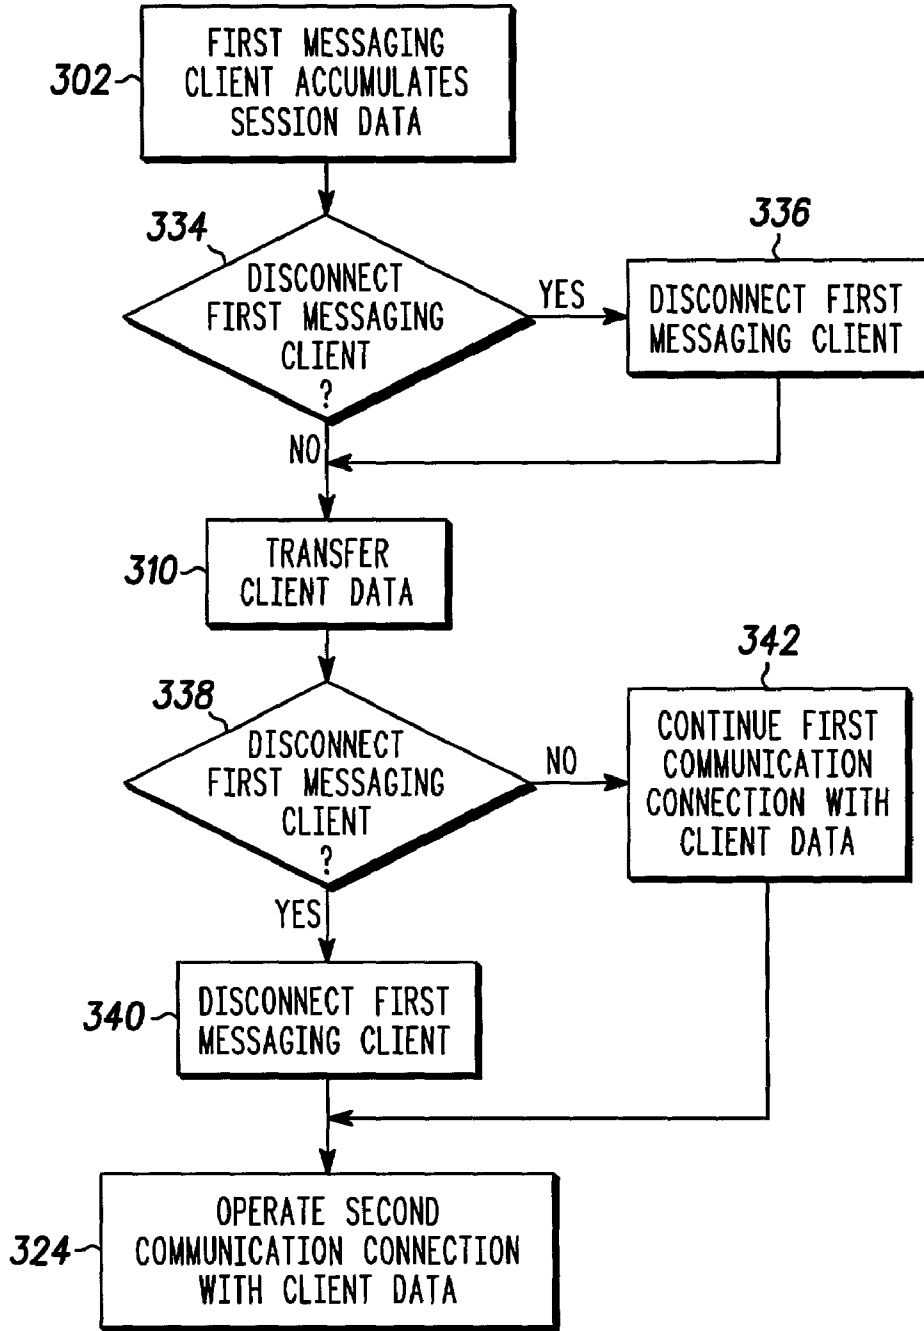 FIRST MESSAGING
CLIENT ACCUMULATES
SESSION DATA
302
334
DISCONNECT
FIRST MESSAGING
CLIENT
?
YES
336
DISCONNECT FIRST
MESSAGING CLIENT
NO
310
TRANSFER
CLIENT DATA
338
DISCONNECT
FIRST MESSAGING
CLIENT
?
NO
342
CONTINUE FIRST
COMMUNICATION
CONNECTION WITH
CLIENT DATA
YES
340
DISCONNECT FIRST
MESSAGING CLIENT
324
OPERATE SECOND
COMMUNICATION CONNECTION
WITH CLIENT DATA